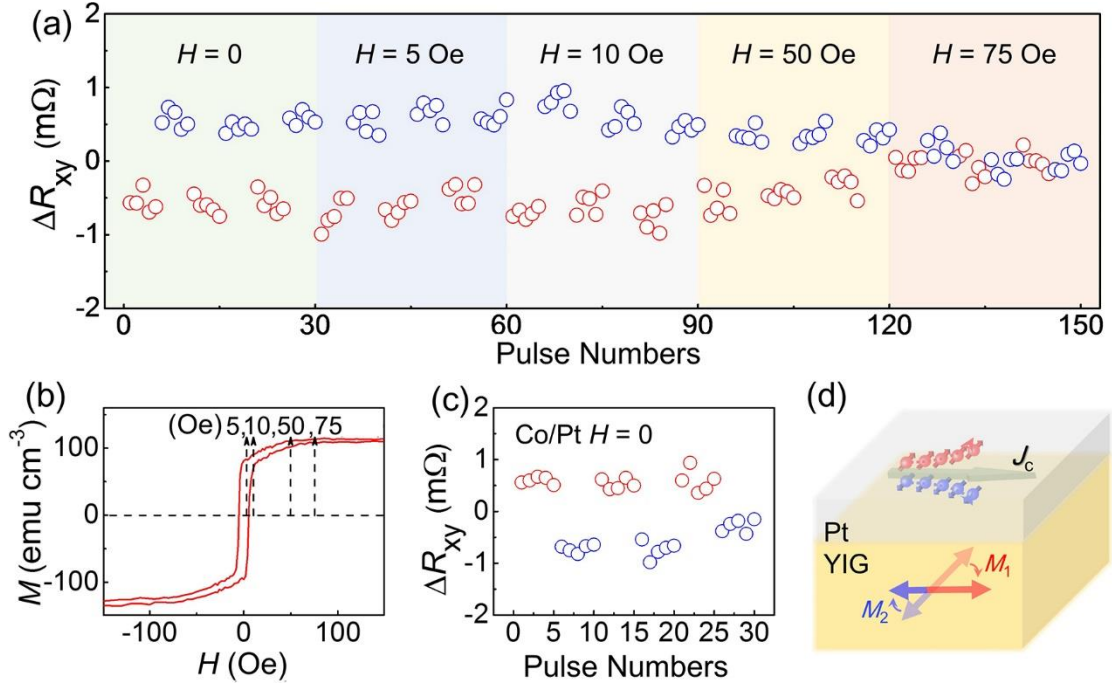 (a)
2
1
0
-1
-2
ΔRxy (mΩ)
H = 0
H = 5 Oe
H = 10 Oe
H = 50 Oe
H = 75 Oe
0 30 60 90 120 150
Pulse Numbers
(b)
(Oe) 5,10,50 ,75
100
0
-100
M (emu cm⁻³)
-100 0 100
H (Oe)
(c)
Co/Pt H = 0
2
1
0
-1
-2
ΔRxy (mΩ)
0 5 10 15 20 25 30
Pulse Numbers
(d)
Jc
Pt
YIG
M1
M2